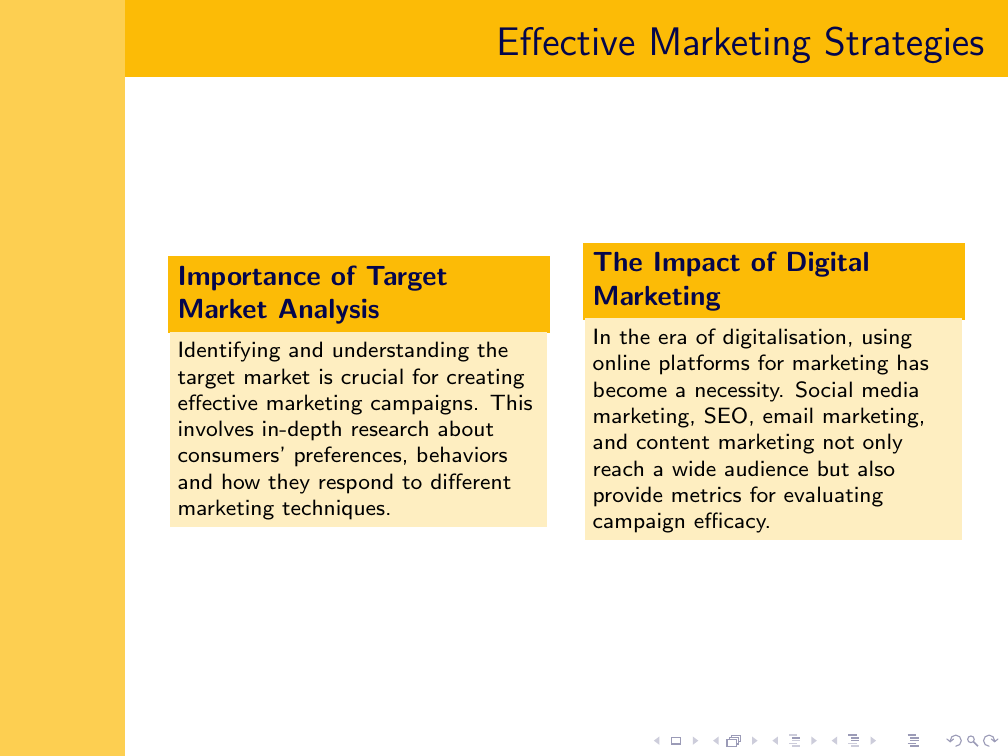 Effective Marketing Strategies
Importance of Target
Market Analysis
Identifying and understanding the
target market is crucial for creating
effective marketing campaigns. This
involves in-depth research about
consumers' preferences, behaviors
and how they respond to different
marketing techniques.
The Impact of Digital
Marketing
In the era of digitalisation, using
online platforms for marketing has
become a necessity. Social media
marketing, SEO, email marketing,
and content marketing not only
reach a wide audience but also
provide metrics for evaluating
campaign efficacy.